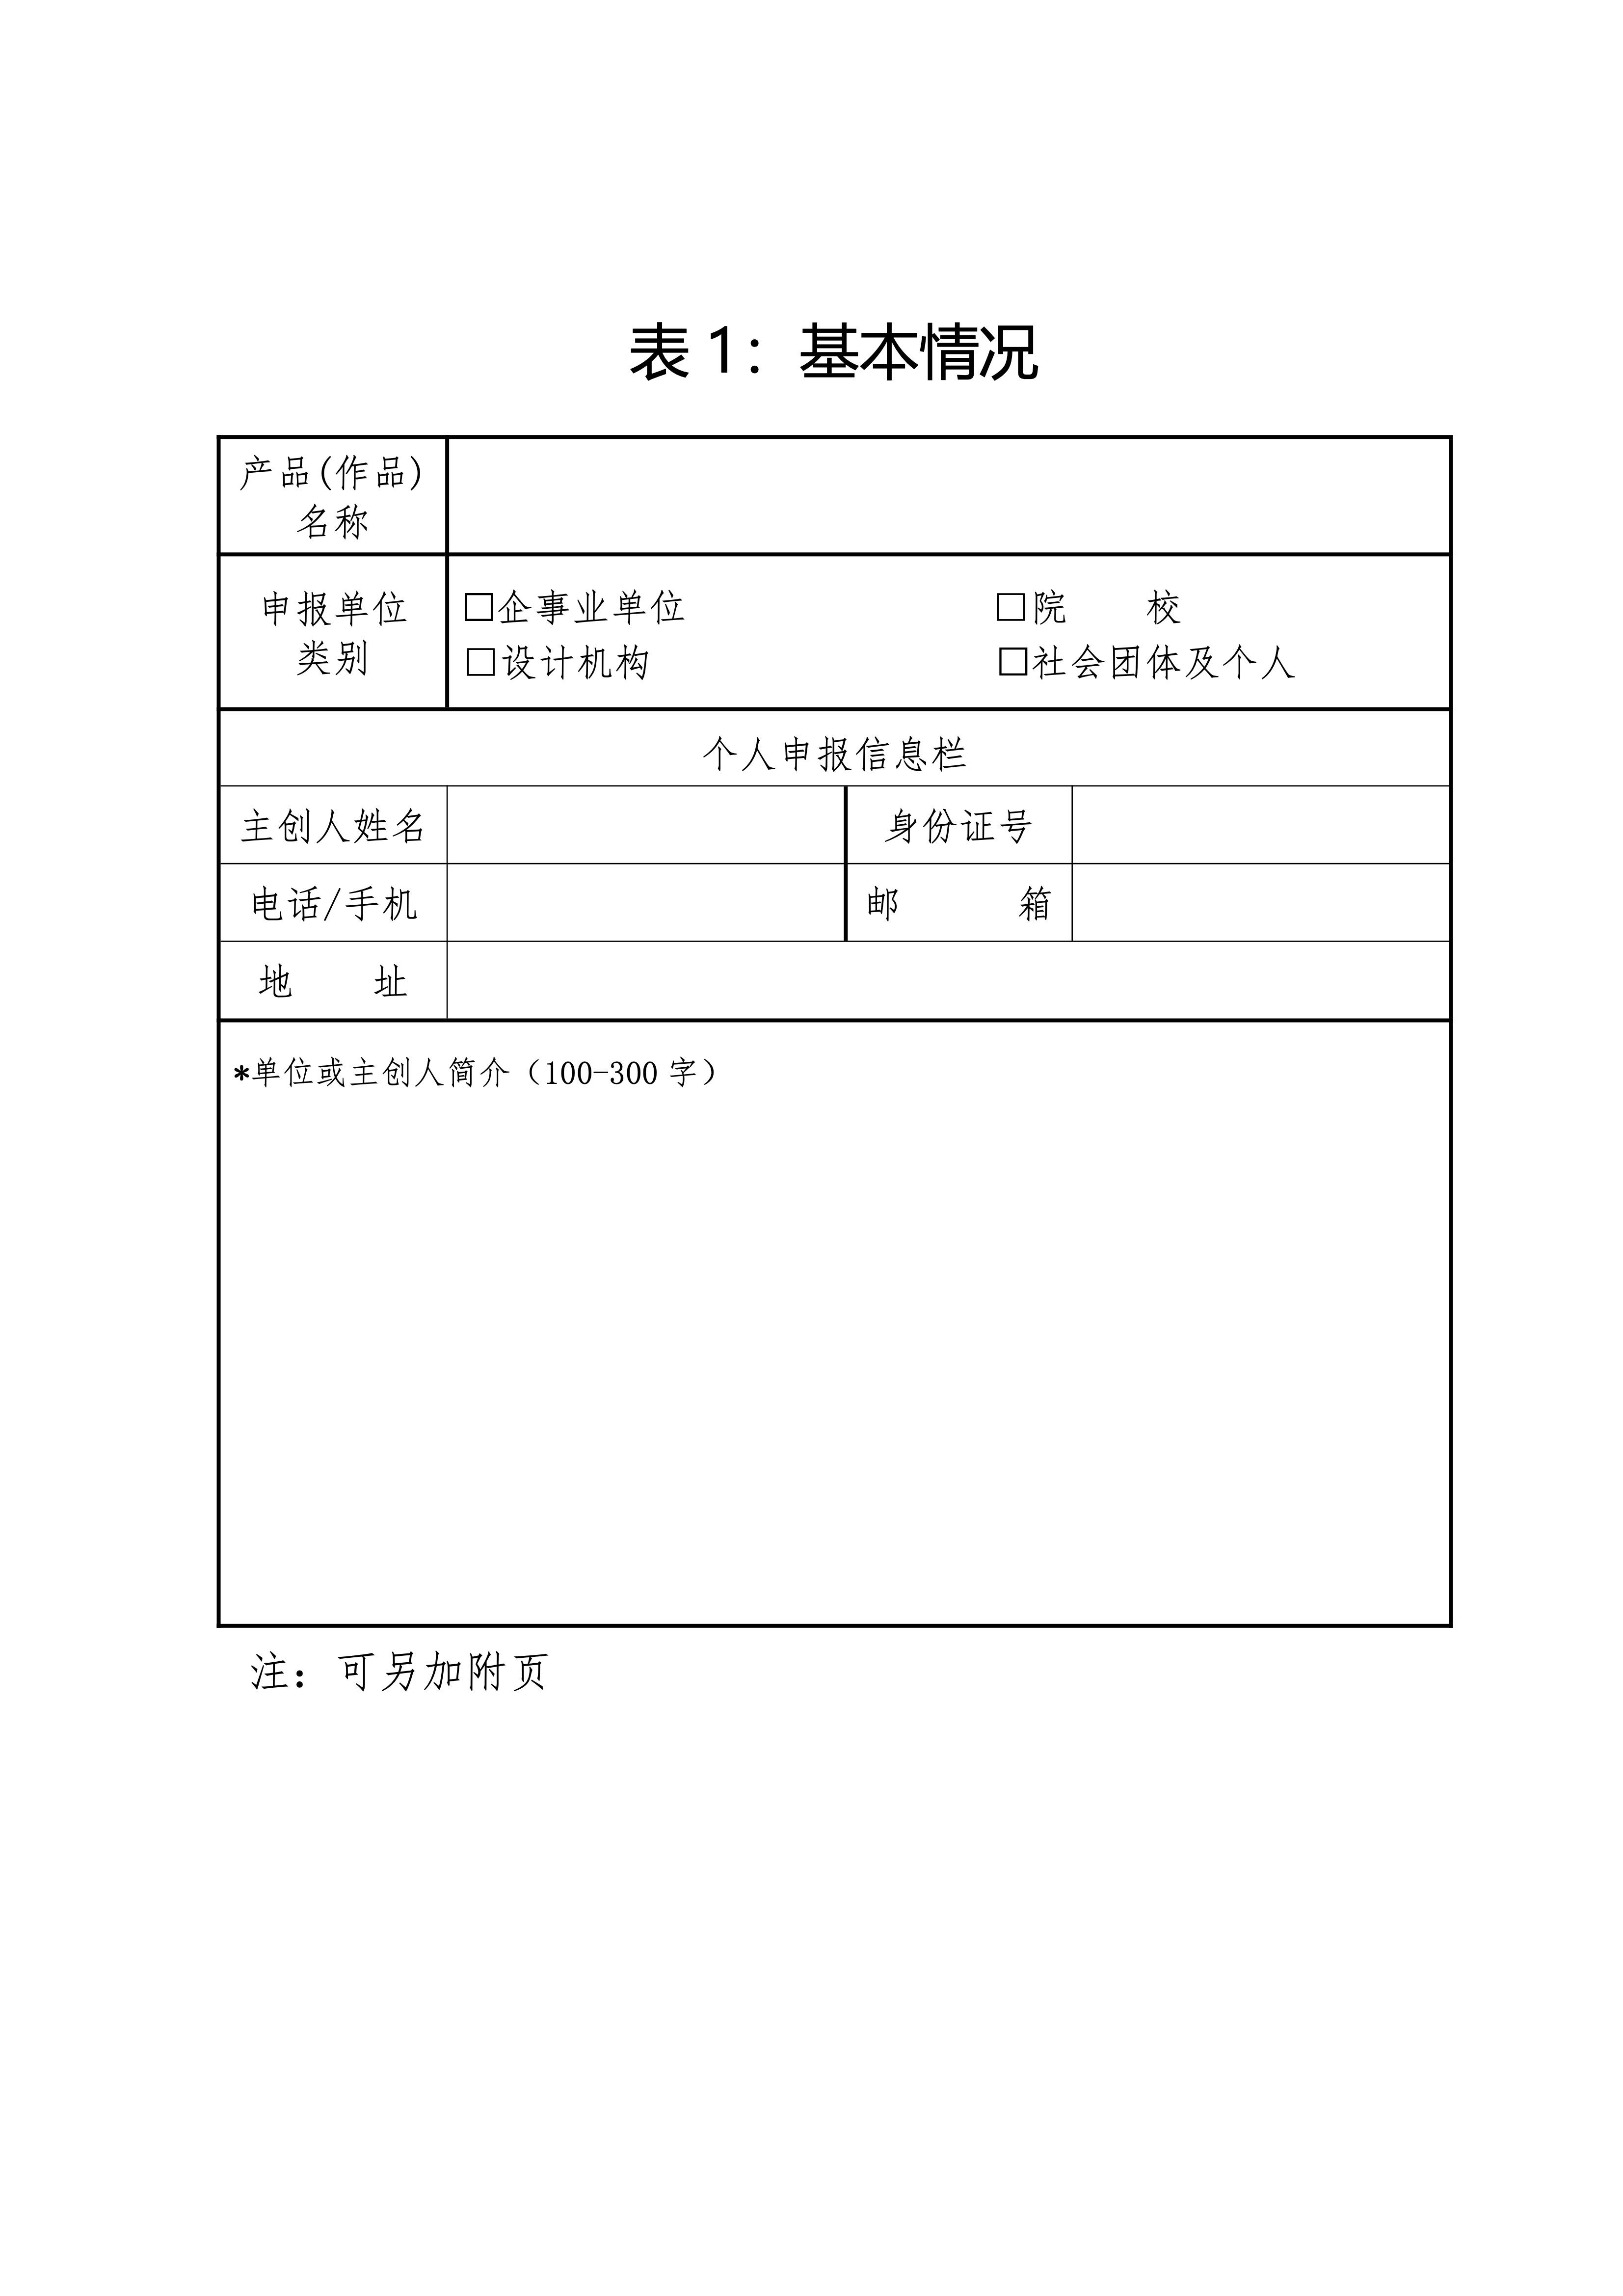 表1：基本情况
产品(作品)
名称
申报单位
类别
□企事业单位 □院 校
□设计机构 □社会团体及个人
个人申报信息栏
主创人姓名 身份证号
电话/手机 邮 箱
地 址
*单位或主创人简介（100-300 字）
注：可另加附页